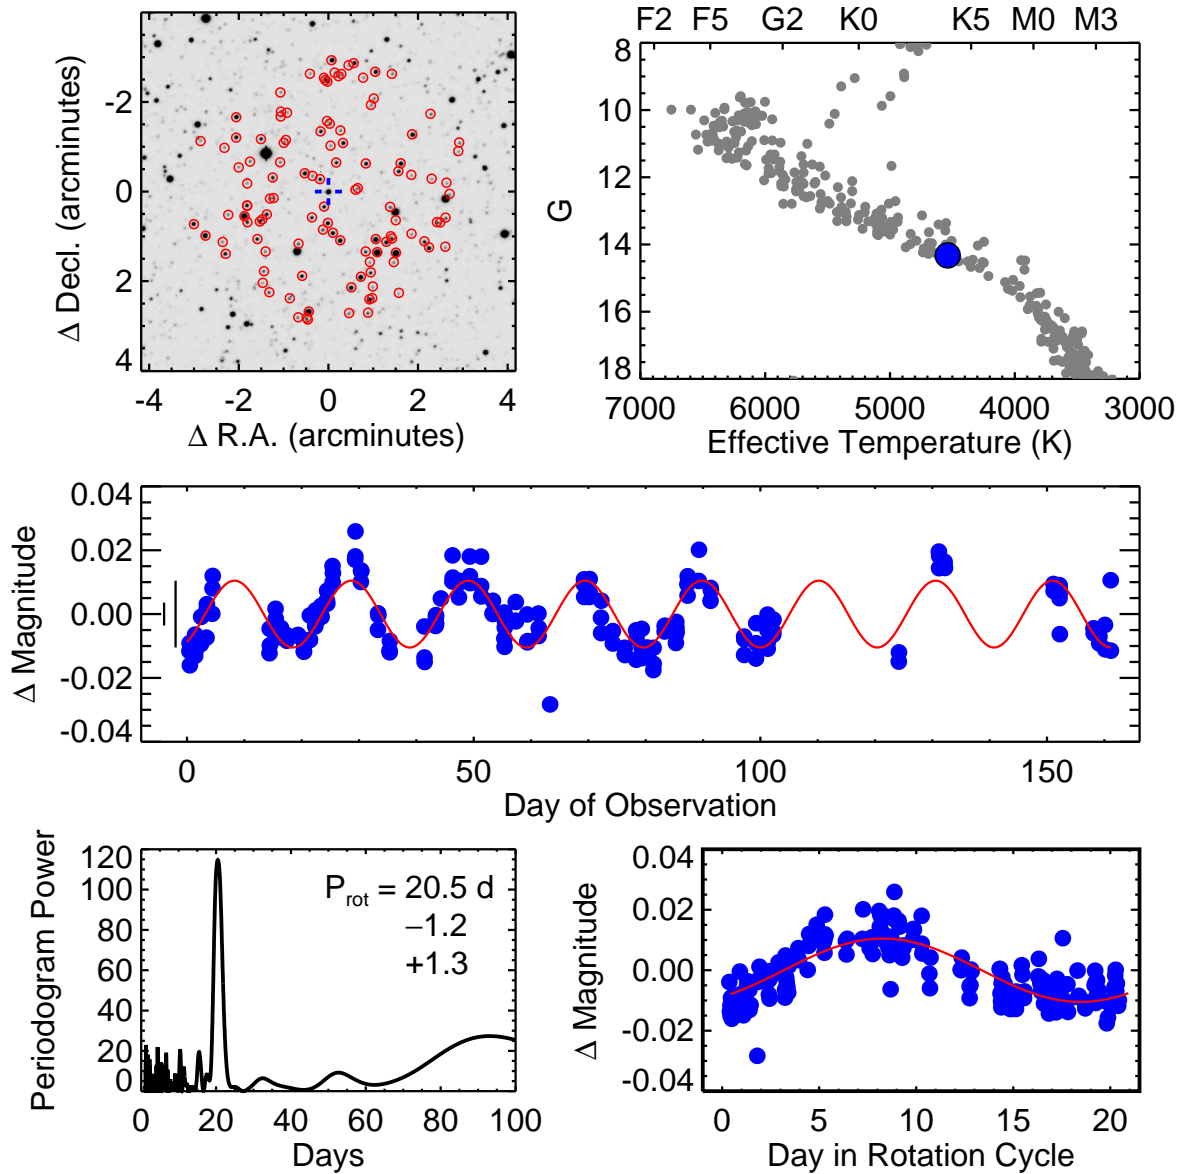 F2 F5 G2 K0 K5 M0 M3
-2
0
2
4
Δ Decl. (arcminutes)
-4 -2 0 2 4
Δ R.A. (arcminutes)
8
10
12
14
16
18
G
7000 6000 5000 4000 3000
Effective Temperature (K)
0.04
0.02
0.00
-0.02
-0.04
Δ Magnitude
0 50 100 150
Day of Observation
120
100
80
60
40
20
0
Periodogram Power
Prot = 20.5 d
−1.2
+1.3
0 20 40 60 80 100
Days
0.04
0.02
0.00
-0.02
-0.04
Δ Magnitude
0 5 10 15 20
Day in Rotation Cycle